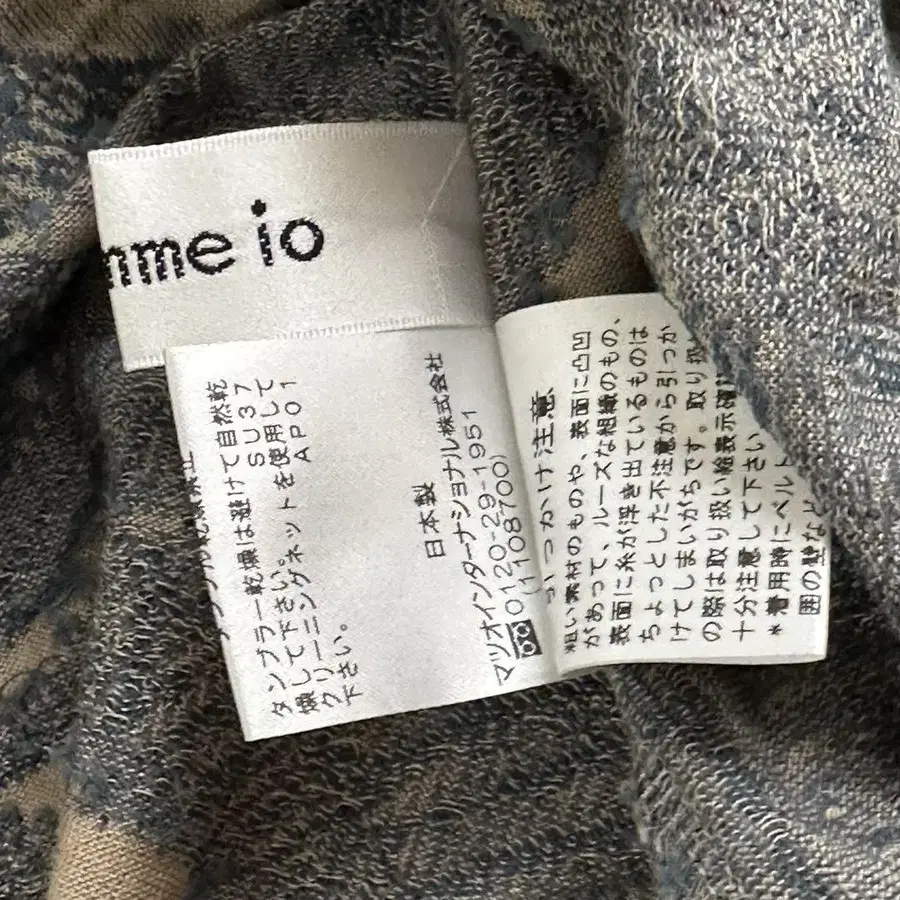 mme io
タンブラー乾燥は避けて自然乾
燥して下さい。 SU37
クリーニングネットを使用して
下さい。 AP01
日本製
マツオインターナショナル株式会社
0120-29-1951
(1108700)
っかけ注意
粗い素材のものや、表面に凸凹
があって、ルーズな組織のもの、
表面に糸が浮き出ているものは
ちょっとした不注意から引っか
けてしまいがちです。取り扱い
の際は取り扱い絵表示確
十分注意して下さい
*着用時にベルト
囲の壁など